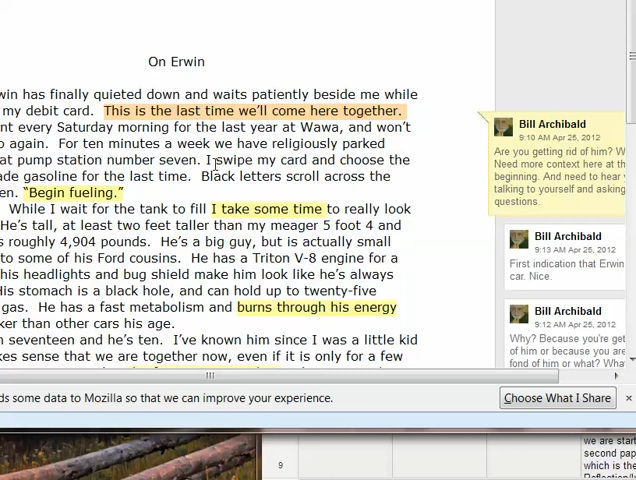 On Erwin
win has finally quieted down and waits patiently beside me while
my debit card. This is the last time we'll come here together.
nt every Saturday morning for the last year at Wawa, and won't
o again. For ten minutes a week we have religiously parked
at pump station number seven. I swipe my card and choose the
ade gasoline for the last time. Black letters scroll across the
en. "Begin fueling."
While I wait for the tank to fill I take some time to really look
He's tall, at least two feet taller than my meager 5 foot 4 and
s roughly 4,904 pounds. He's a big guy, but is actually small
to some of his Ford cousins. He has a Triton V-8 engine for a
his headlights and bug shield make him look like he's always
His stomach is a black hole, and can hold up to twenty-five
gas. He has a fast metabolism and burns through his energy
ker than other cars his age.
m seventeen and he's ten. I've known him since I was a little kid
kes sense that we are together now, even if it is only for a few
Bill Archibald
9:10 AM Apr 25, 2012
Are you getting rid of him? W
Need more context here at th
beginning. And need to hear y
talking to yourself and asking
questions.
Bill Archibald
9:13 AM Apr 25, 2012
First indication that Erwin
car. Nice.
Bill Archibald
9:12 AM Apr 25, 2012
Why? Because you're get
of him or because you are
fond of him or what? What
ds some data to Mozilla so that we can improve your experience.
Choose What I Share
9
we are start
second pap
which is the